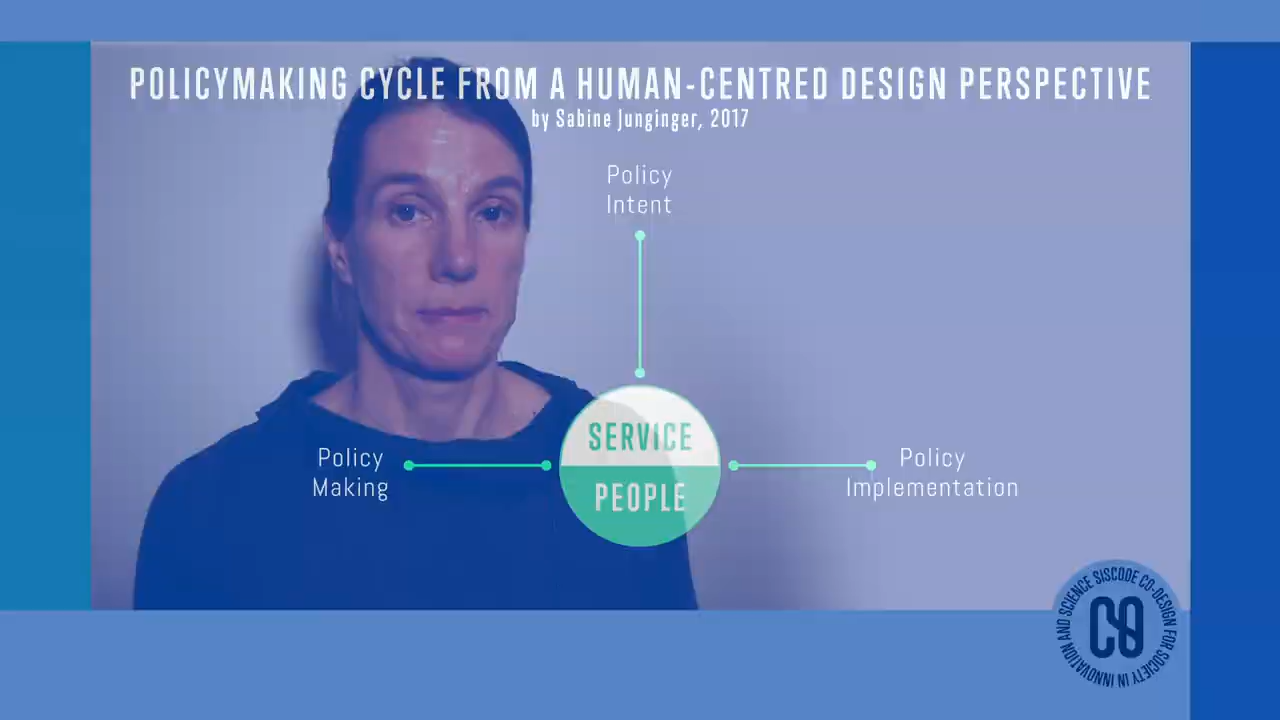 POLICYMAKING CYCLE FROM A HUMAN-CENTRED DESIGN PERSPECTIVE
by Sabine Junginger, 2017
Policy
Intent
SERVICE
PEOPLE
Policy
Making
Policy
Implementation
SISCODE CO-DESIGN FOR SOCIETY IN INNOVATION AND SCIENCE
CO